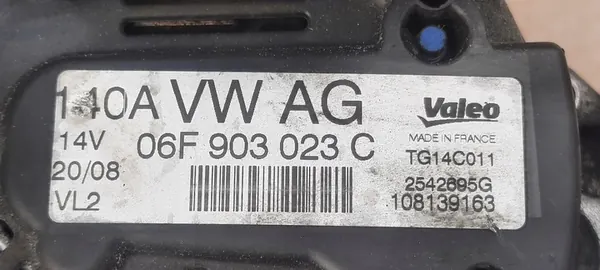 140A VW AG Valeo
MADE IN FRANCE
14V 06F 903 023 C TG14C011
20/08 2542695G
VL2 108139163